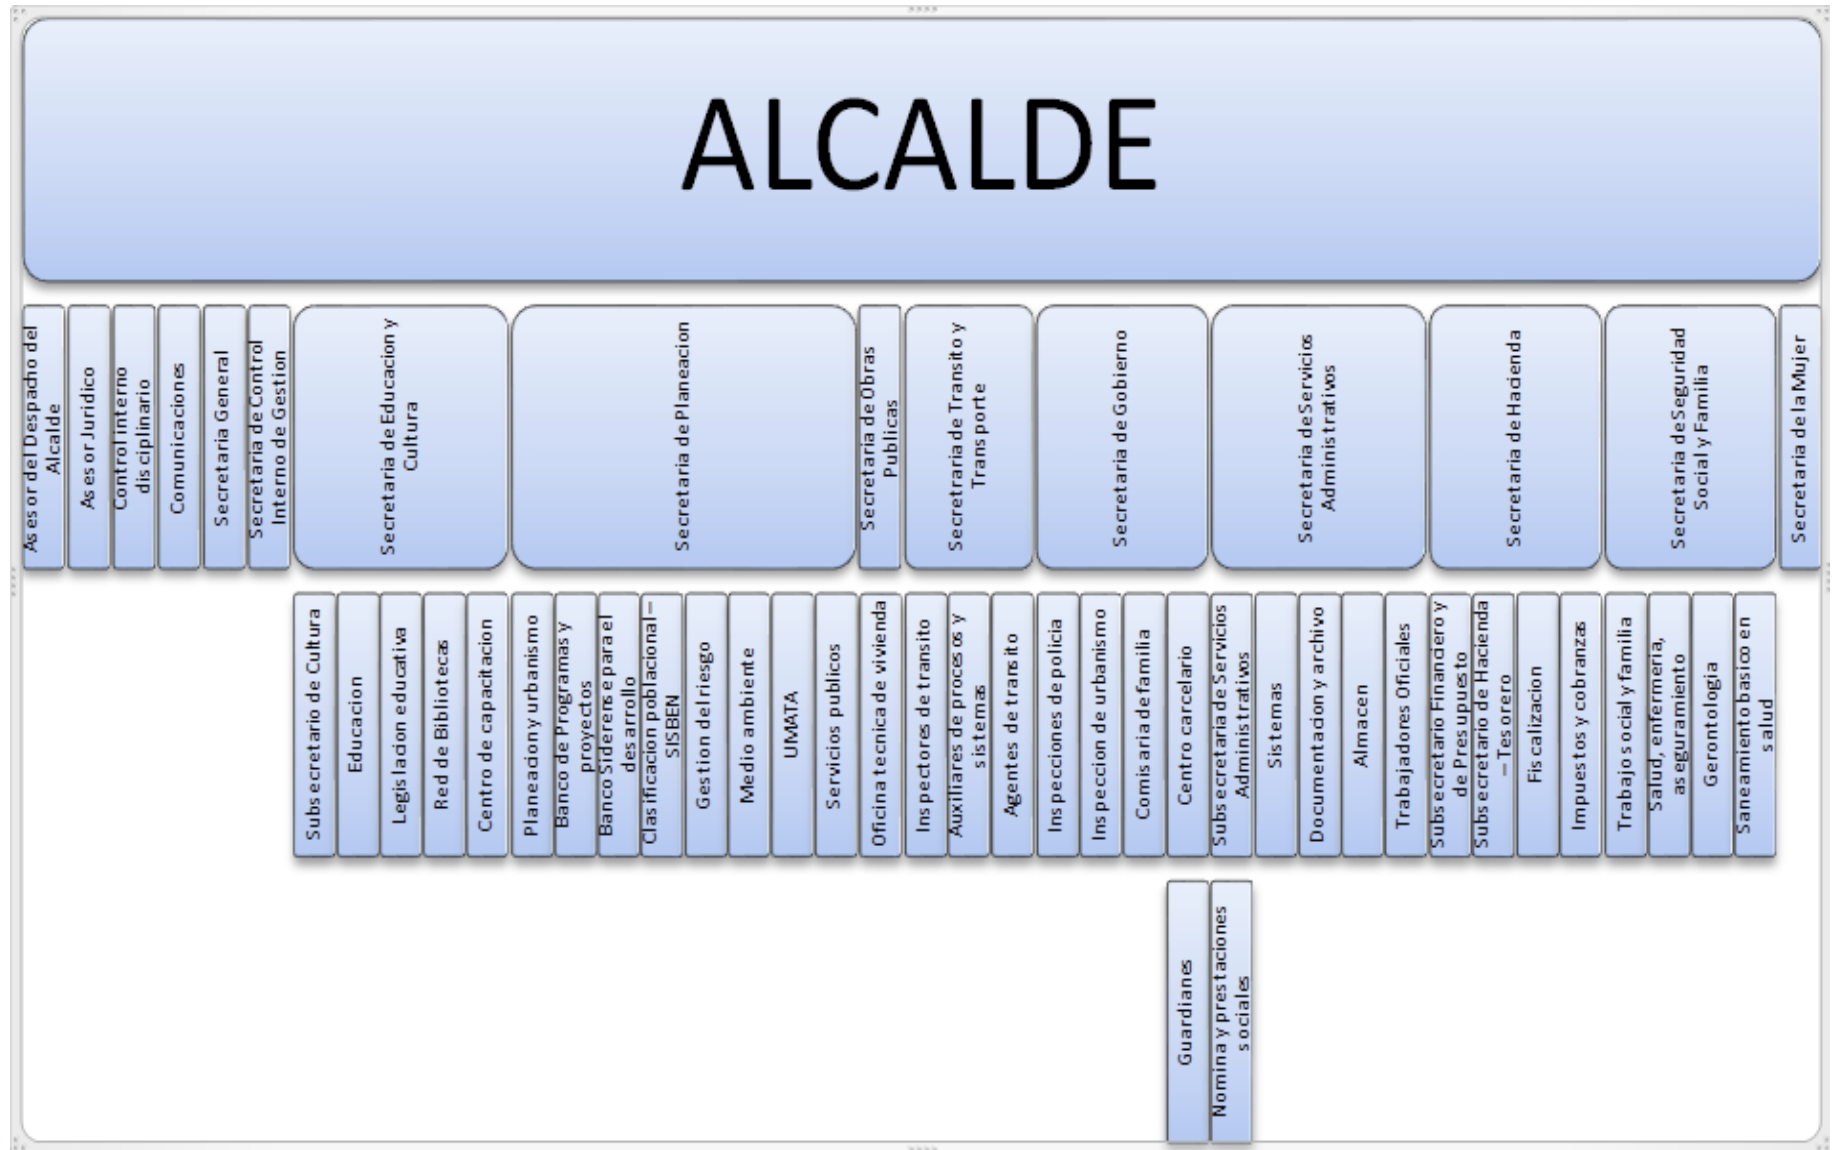 ALCALDE
Asesor del Despacho del
Alcalde
Asesor Juridico
Control interno
disciplinario
Comunicaciones
Secretaria General
Secretaria de Control
Interno de Gestion
Secretaria de Educacion y
Cultura
Secretaria de Planeacion
Secretaria de Obras
Publicas
Secretraria de Transito y
Transporte
Secretaria de Gobierno
Secretaria de Servicios
Administrativos
Secretaria de Hacienda
Secretaria de Seguridad
Social y Familia
Secretaria de la Mujer
Subsecretario de Cultura
Educacion
Legislacion educativa
Red de Bibliotecas
Centro de capacitacion
Planeacion y urbanismo
Banco de Programas y
proyectos
Banco Siderense para el
desarrollo
Clasificacion poblacional –
SISBEN
Gestion del riesgo
Medio ambiente
UMATA
Servicios publicos
Oficina tecnica de vivienda
Inspectores de transito
Auxiliares de procesos y
sistemas
Agentes de transito
Inspecciones de policia
Inspeccion de urbanismo
Comisaria de familia
Centro carcelario
Subsecretaria de Servicios
Administrativos
Sistemas
Documentacion y archivo
Almacen
Trabajadores Oficiales
Subsecretario Financiero y
de Presupuesto
Subsecretario de Hacienda
– Tesorero
Fiscalizacion
Impuestos y cobranzas
Trabajo social y familia
Salud, enfermeria,
aseguramiento
Gerontologia
Saneamiento basico en
salud
Guardianes
Nomina y prestaciones
sociales